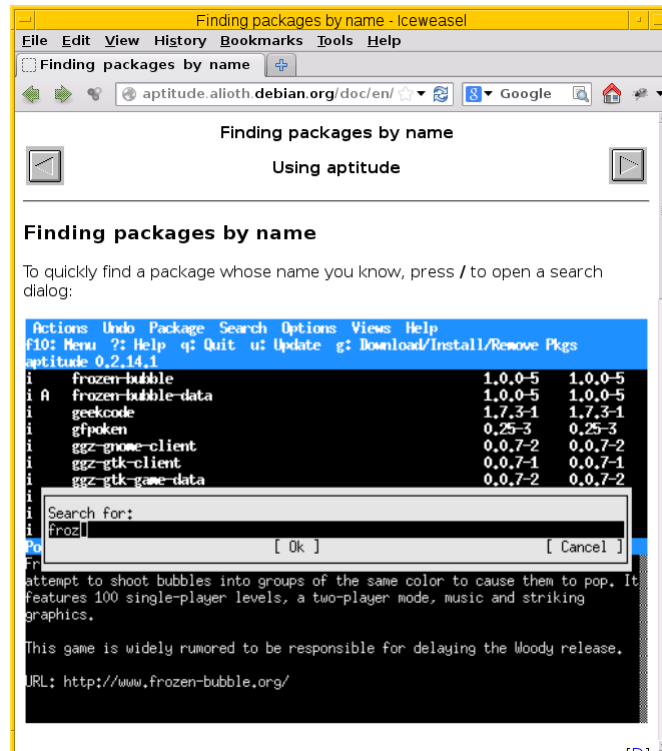 Finding packages by name - Iceweasel
File Edit View History Bookmarks Tools Help
Finding packages by name
aptitude.alioth.debian.org/doc/en/ Google
Finding packages by name
Using aptitude
Finding packages by name
To quickly find a package whose name you know, press / to open a search
dialog:
Actions Undo Package Search Options Views Help
f10: Menu ?: Help q: Quit u: Update g: Download/Install/Remove Pkgs
aptitude 0.2.14.1
i frozen-bubble 1.0.0-5 1.0.0-5
i A frozen-bubble-data 1.0.0-5 1.0.0-5
i geekcode 1.7.3-1 1.7.3-1
i gfpoken 0.25-3 0.25-3
i ggz-gnome-client 0.0.7-2 0.0.7-2
i ggz-gtk-client 0.0.7-1 0.0.7-1
i ggz-gtk-game-data 0.0.7-2 0.0.7-2
i
i Search for:
i froz
Po [ Ok ] [ Cancel ]
Fr
attempt to shoot bubbles into groups of the same color to cause them to pop. It
features 100 single-player levels, a two-player mode, music and striking
graphics.
This game is widely rumored to be responsible for delaying the Woody release.
URL: http://www.frozen-bubble.org/